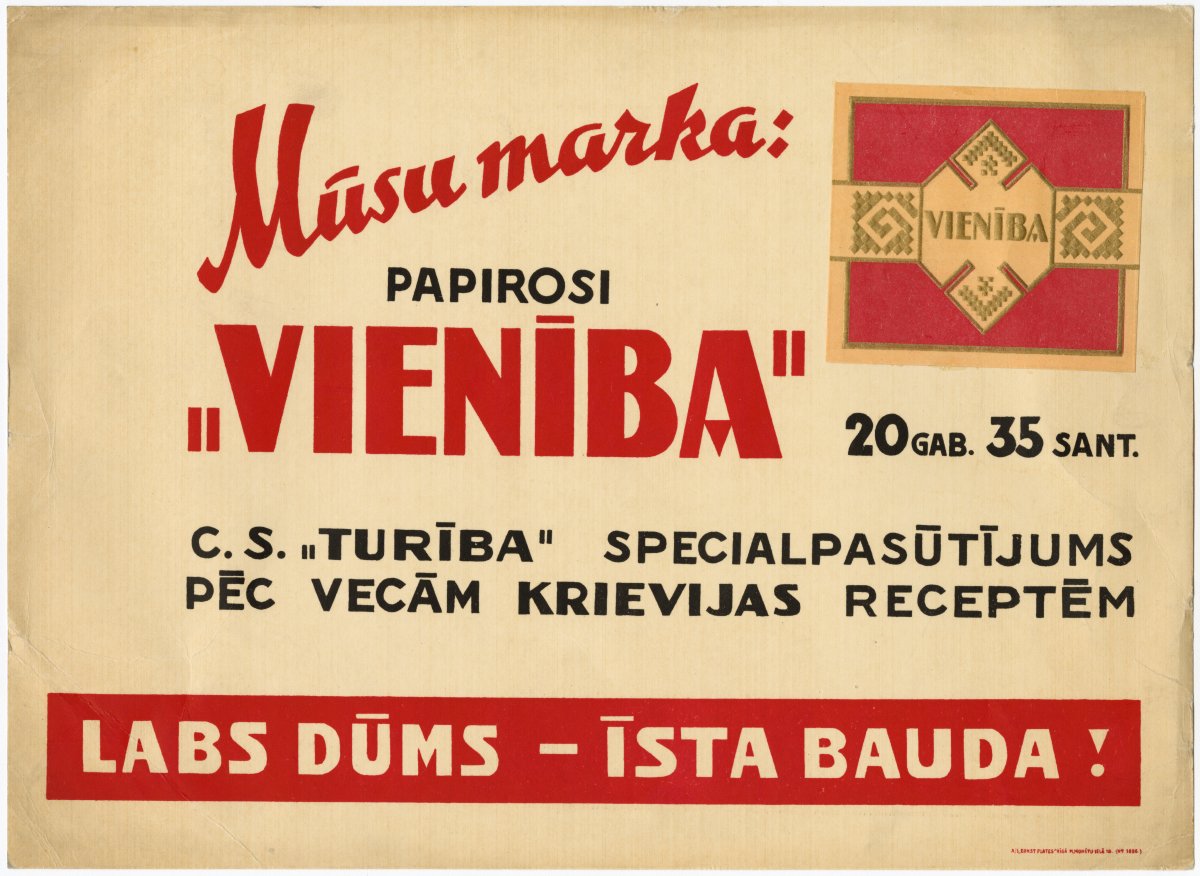 Mūsu marka:
PAPIROSI
„VIENĪBA"
VIENĪBA
20 GAB. 35 SANT.
C. S. „TURĪBA" SPECIALPASŪTĪJUMS
PĒC VECĀM KRIEVIJAS RECEPTĒM
LABS DŪMS – ĪSTA BAUDA !